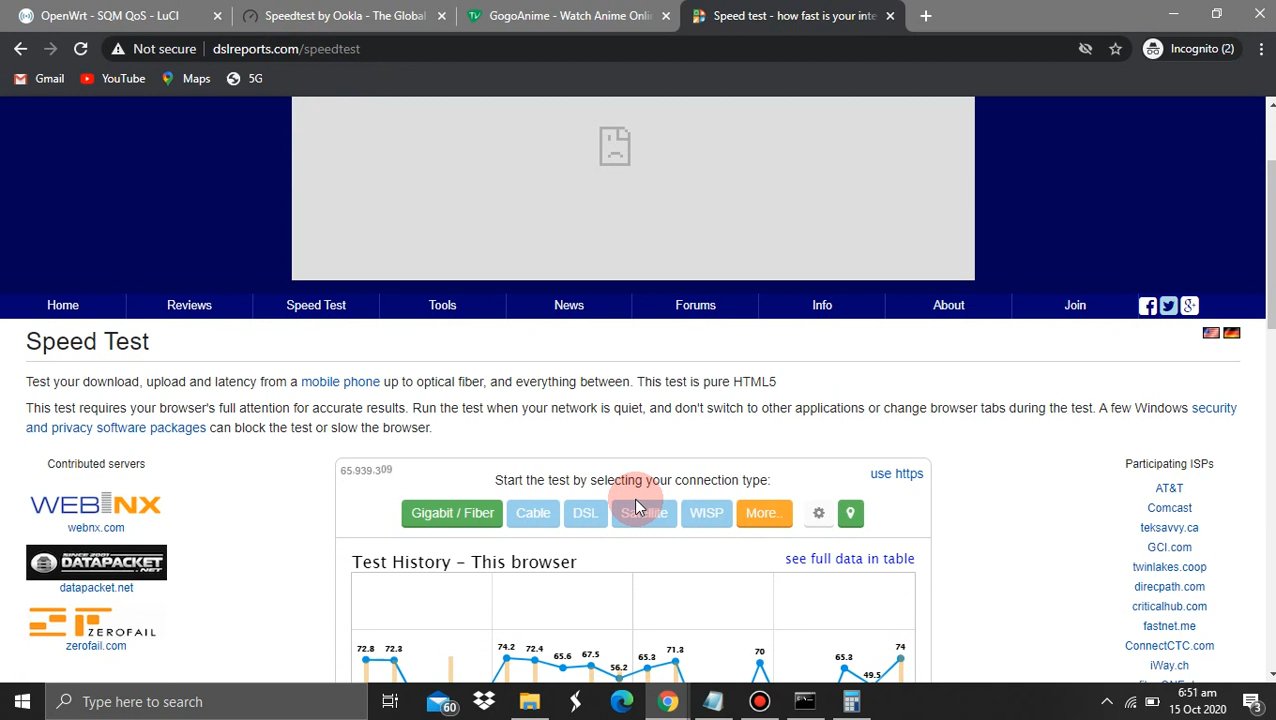 OpenWrt - SQM QoS - LuCI
Speedtest by Ookla - The Global
GogoAnime - Watch Anime Onli
Speed test - how fast is your inte
Not secure
dslreports.com/speedtest
Incognito (2)
Gmail
YouTube
Maps
5G
Home
Reviews
Speed Test
Tools
News
Forums
Info
About
Join
Speed Test
Test your download, upload and latency from a mobile phone up to optical fiber, and everything between. This test is pure HTML5
This test requires your browser's full attention for accurate results. Run the test when your network is quiet, and don't switch to other applications or change browser tabs during the test. A few Windows security
and privacy software packages can block the test or slow the browser.
Contributed servers
WEBNX
webnx.com
SINCE 2001
DATAPACKET.NET
datapacket.net
ZEROFAIL
zerofail.com
65.939.309
use https
Start the test by selecting your connection type:
Gigabit / Fiber
Cable
DSL
Satellite
WISP
More..
Test History - This browser
see full data in table
72.8
72.3
74.2
72.4
65.6
67.5
56.2
65.3
71.3
70
65.3
49.5
74
Participating ISPs
AT&T
Comcast
teksavvy.ca
GCI.com
twinlakes.coop
direcpath.com
criticalhub.com
fastnet.me
ConnectCTC.com
iWay.ch
Type here to search
60
6:51 am
15 Oct 2020
3